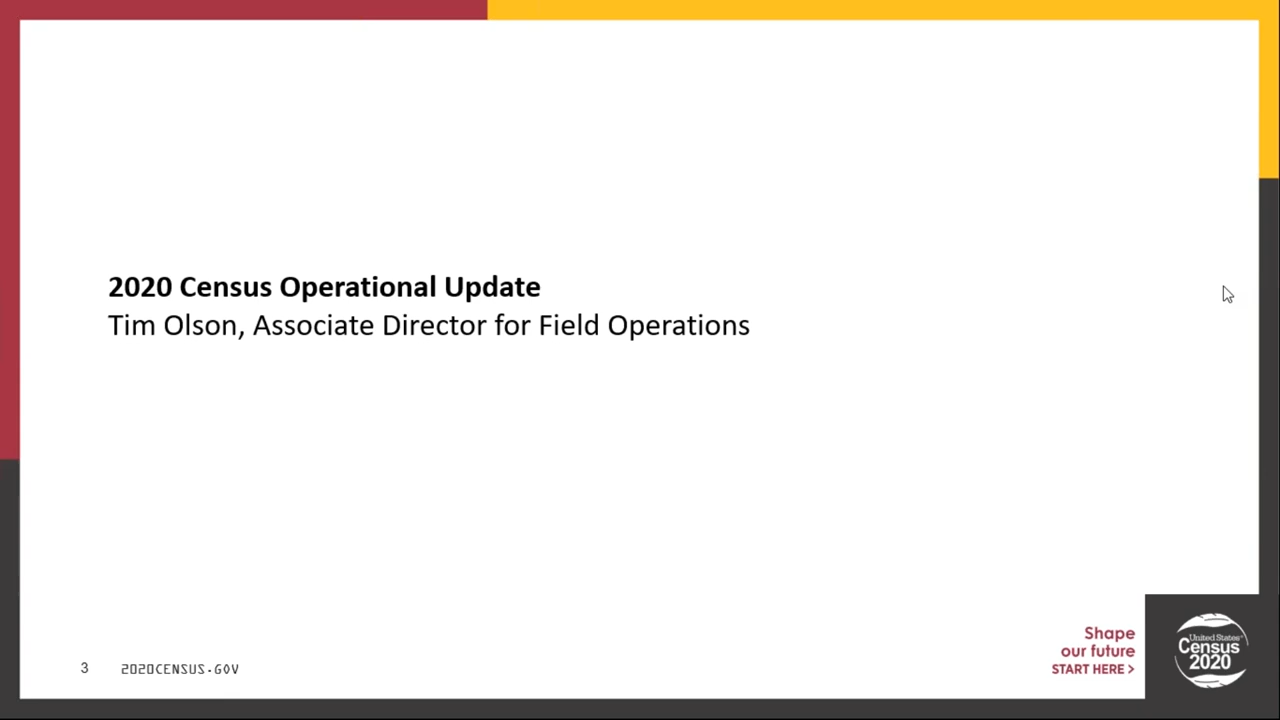 2020 Census Operational Update
Tim Olson, Associate Director for Field Operations
Shape
our future
START HERE >
3 2020CENSUS.GOV
United States®
Census
2020